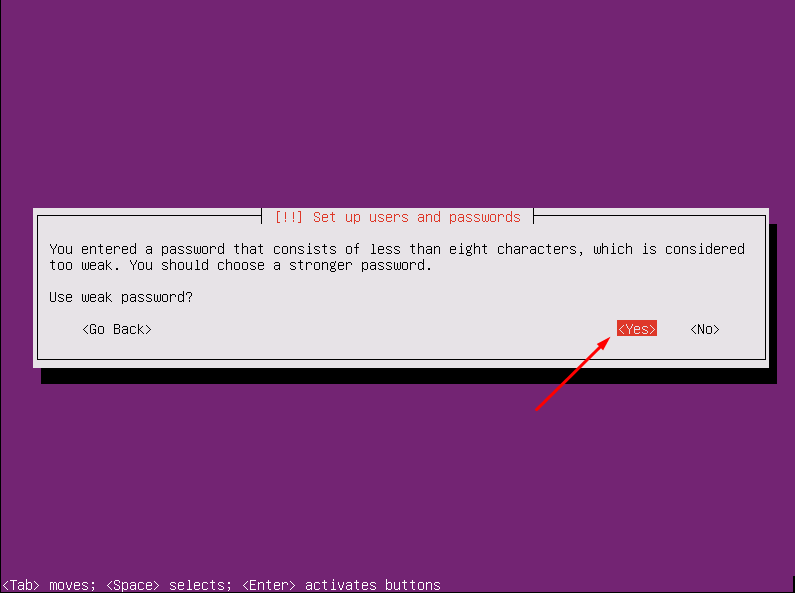 [!!] Set up users and passwords
You entered a password that consists of less than eight characters, which is considered
too weak. You should choose a stronger password.
Use weak password?
<Go Back> <Yes> <No>
<Tab> moves; <Space> selects; <Enter> activates buttons